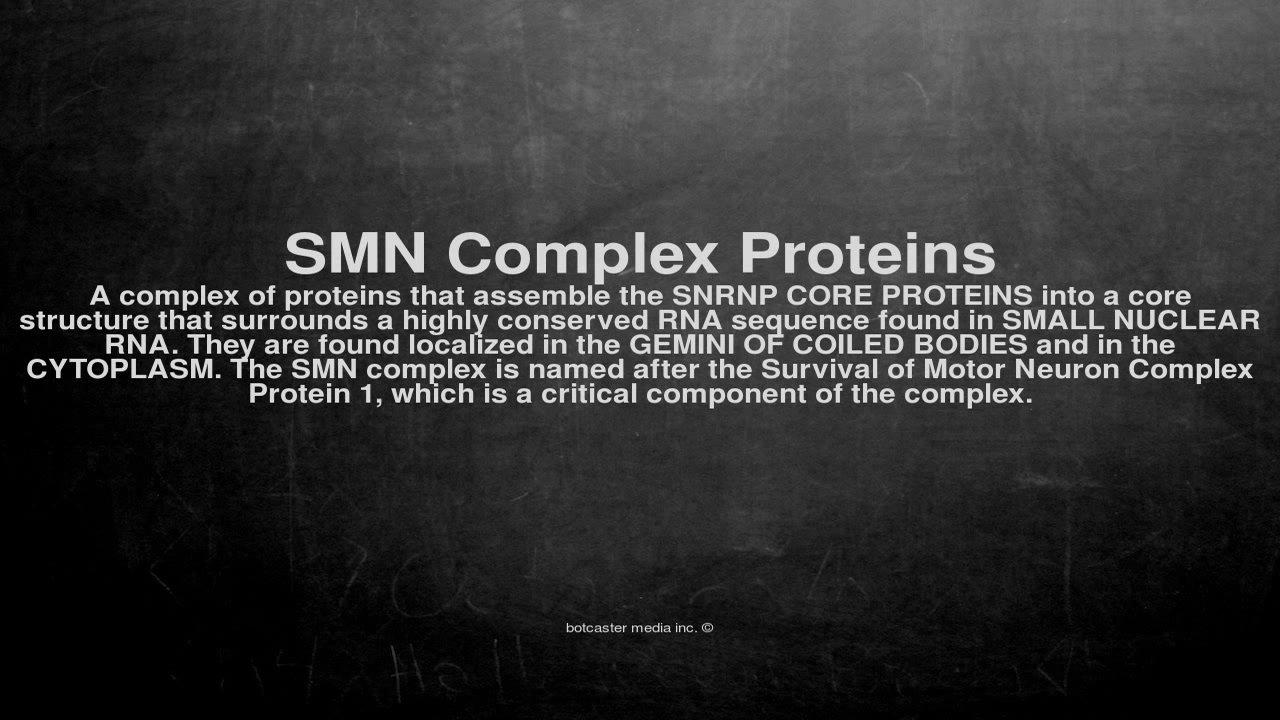 SMN Complex Proteins
A complex of proteins that assemble the SNRNP CORE PROTEINS into a core
structure that surrounds a highly conserved RNA sequence found in SMALL NUCLEAR
RNA. They are found localized in the GEMINI OF COILED BODIES and in the
CYTOPLASM. The SMN complex is named after the Survival of Motor Neuron Complex
Protein 1, which is a critical component of the complex.
botcaster media inc. ©